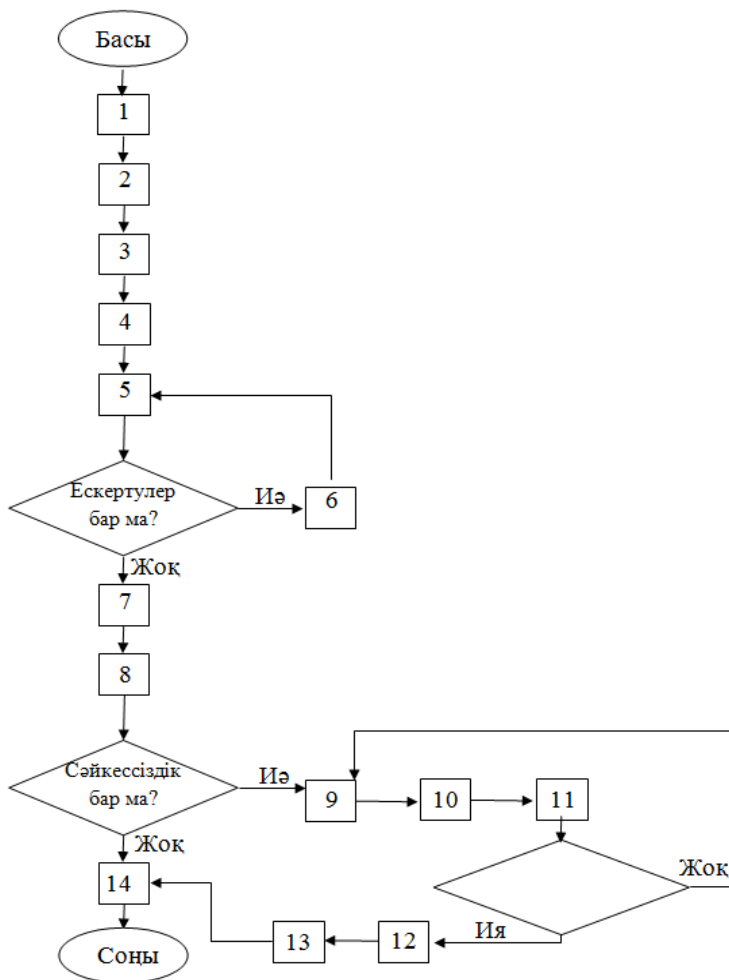 Басы
1
2
3
4
5
Ескертулер
бар ма?
Иә
6
Жоқ
7
8
Сәйкессіздік
бар ма?
Иә
9
10
11
Жоқ
Жоқ
14
13
12
Ия
Соңы